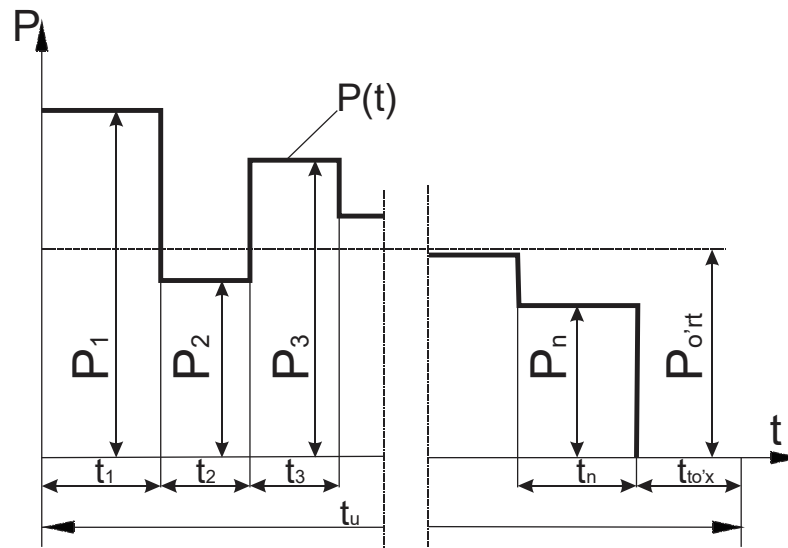 P
P(t)
P₁
P₂
P₃
Pₙ
Pₒ'ᵣₜ
t
t₁
t₂
t₃
tₙ
tₜₒ'ₓ
tᵤ